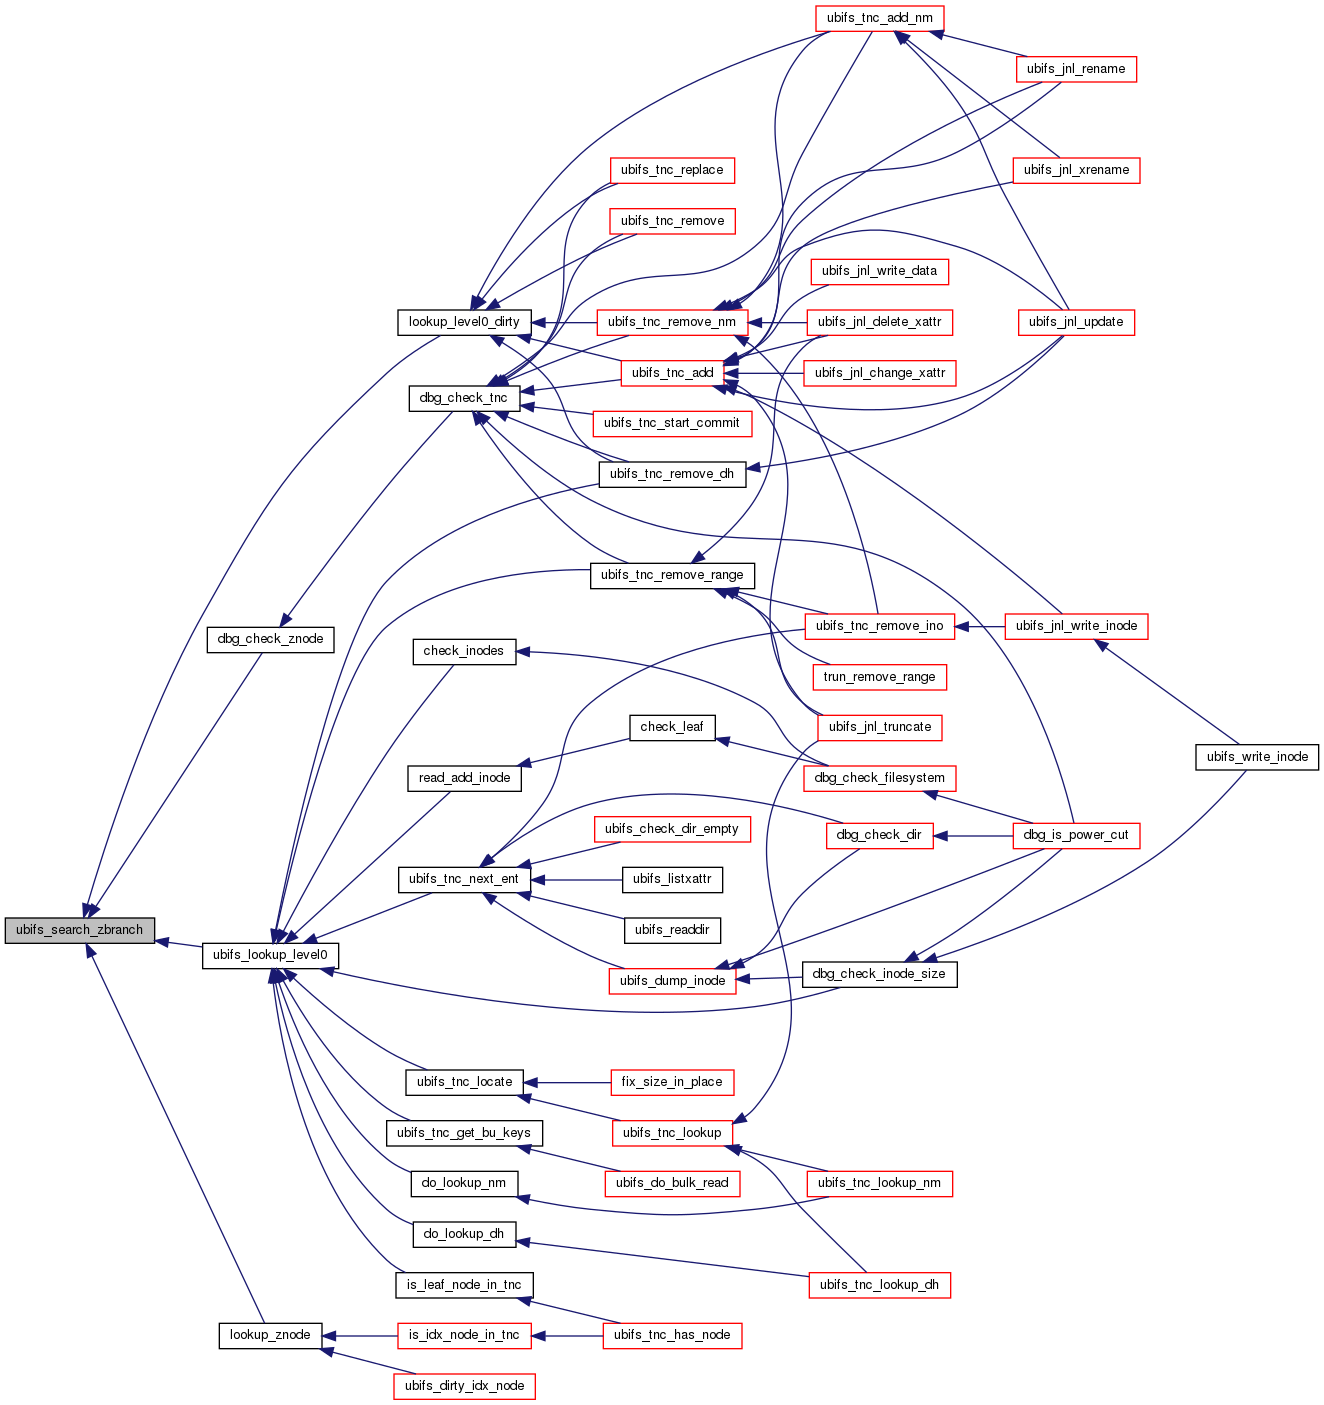 ubifs_tnc_add_nm
ubifs_jnl_rename
ubifs_tnc_replace
ubifs_jnl_xrename
ubifs_tnc_remove
ubifs_jnl_write_data
lookup_level0_dirty
ubifs_tnc_remove_nm
ubifs_jnl_delete_xattr
ubifs_jnl_update
ubifs_tnc_add
ubifs_jnl_change_xattr
dbg_check_tnc
ubifs_tnc_start_commit
ubifs_tnc_remove_dh
ubifs_tnc_remove_range
dbg_check_znode
check_inodes
ubifs_tnc_remove_ino
ubifs_jnl_write_inode
trun_remove_range
check_leaf
ubifs_jnl_truncate
ubifs_write_inode
read_add_inode
dbg_check_filesystem
ubifs_check_dir_empty
dbg_check_dir
dbg_is_power_cut
ubifs_tnc_next_ent
ubifs_listxattr
ubifs_search_zbranch
ubifs_readdir
ubifs_lookup_level0
ubifs_dump_inode
dbg_check_inode_size
ubifs_tnc_locate
fix_size_in_place
ubifs_tnc_get_bu_keys
ubifs_tnc_lookup
do_lookup_nm
ubifs_do_bulk_read
ubifs_tnc_lookup_nm
do_lookup_dh
is_leaf_node_in_tnc
ubifs_tnc_lookup_dh
lookup_znode
is_idx_node_in_tnc
ubifs_tnc_has_node
ubifs_dirty_idx_node